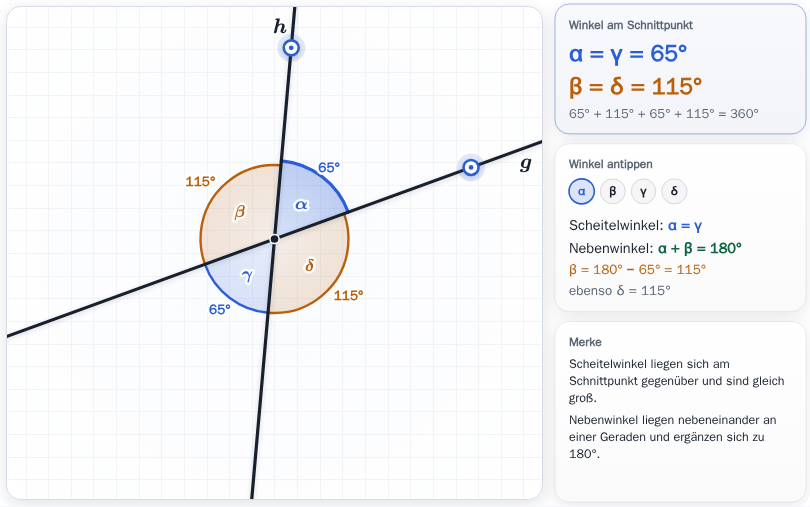 h
g
65°
115°
α
β
γ
δ
65°
115°
Winkel am Schnittpunkt
α = γ = 65°
β = δ = 115°
65° + 115° + 65° + 115° = 360°
Winkel antippen
α β γ δ
Scheitelwinkel: α = γ
Nebenwinkel: α + β = 180°
β = 180° − 65° = 115°
ebenso δ = 115°
Merke
Scheitelwinkel liegen sich am
Schnittpunkt gegenüber und sind gleich
groß.
Nebenwinkel liegen nebeneinander an
einer Geraden und ergänzen sich zu
180°.